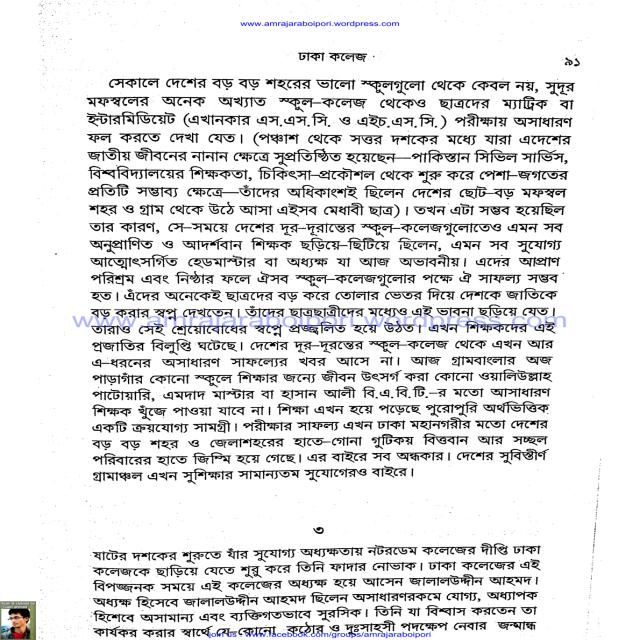 www.amrajaraboipori.wordpress.com
ঢাকা কলেজ
৯১
সেকালে দেশের বড় বড় শহরের ভালো স্কুলগুলো থেকে কেবল নয়, সুদূর
মফস্বলের অনেক অখ্যাত স্কুল-কলেজ থেকেও ছাত্রদের ম্যাট্রিক বা
ইন্টারমিডিয়েট (এখানকার এস.এস.সি. ও এইচ.এস.সি.) পরীক্ষায় অসাধারণ
ফল করতে দেখা যেত। (পঞ্চাশ থেকে সত্তর দশকের মধ্যে যারা এদেশের
জাতীয় জীবনের নানান ক্ষেত্রে সুপ্রতিষ্ঠিত হয়েছেন—পাকিস্তান সিভিল সার্ভিস,
বিশ্ববিদ্যালয়ের শিক্ষকতা, চিকিৎসা-প্রকৌশল থেকে শুরু করে পেশা-জগতের
প্রতিটি সম্ভাব্য ক্ষেত্রে—তাঁদের অধিকাংশই ছিলেন দেশের ছোট-বড় মফস্বল
শহর ও গ্রাম থেকে উঠে আসা এইসব মেধাবী ছাত্র)। তখন এটা সম্ভব হয়েছিল
তার কারণ, সে-সময়ে দেশের দূর-দূরান্তের স্কুল-কলেজগুলোতেও এমন সব
অনুপ্রাণিত ও আদর্শবান শিক্ষক ছড়িয়ে-ছিটিয়ে ছিলেন, এমন সব সুযোগ্য
আত্মোৎসর্গিত হেডমাস্টার বা অধ্যক্ষ যা আজ অভাবনীয়। এদের আপ্রাণ
পরিশ্রম এবং নিষ্ঠার ফলে ঐসব স্কুল-কলেজগুলোর পক্ষে ঐ সাফল্য সম্ভব
হত। এঁদের অনেকেই ছাত্রদের বড় করে তোলার ভেতর দিয়ে দেশকে জাতিকে
বড় করার স্বপ্ন দেখতেন। তাঁদের ছাত্রছাত্রীদের মধ্যেও এই ভাবনা ছড়িয়ে যেত।
www.amrajaraboipori.wordpress.com
তারাও সেই শ্রেয়োবোধ ও স্বপ্নে প্রজ্জ্বলিত হয়ে উঠত। এখন শিক্ষকদের এই
প্রজাতির বিলুপ্তি ঘটেছে। দেশের দূর-দূরান্তের স্কুল-কলেজ থেকে এখন আর
এ-ধরনের অসাধারণ সাফল্যের খবর আসে না। আজ গ্রামবাংলার অজ
পাড়াগাঁর কোনো স্কুলে শিক্ষার জন্যে জীবন উৎসর্গ করা কোনো ওয়ালিউল্লাহ
পাটোয়ারি, এমদাদ মাস্টার বা হাসান আলী বি.এ.বি.টি.-র মতো আসাধারণ
শিক্ষক খুঁজে পাওয়া যাবে না। শিক্ষা এখন হয়ে পড়েছে পুরোপুরি অর্থভিত্তিক
একটি ক্রয়যোগ্য সামগ্রী। পরীক্ষার সাফল্য এখন ঢাকা মহানগরীর মতো দেশের
বড় বড় শহর ও জেলাশহরের হাতে-গোনা গুটিকয় বিত্তবান আর সচ্ছল
পরিবারের হাতে জিম্মি হয়ে গেছে। এর বাইরে সব অন্ধকার। দেশের সুবিস্তীর্ণ
গ্রামাঞ্চল এখন সুশিক্ষার সামান্যতম সুযোগেরও বাইরে।
৩
ষাটের দশকের শুরুতে যাঁর সুযোগ্য অধ্যক্ষতায় নটরডেম কলেজের দীপ্তি ঢাকা
কলেজকে ছাড়িয়ে যেতে শুরু করে তিনি ফাদার নোভাক। ঢাকা কলেজের এই
বিপজ্জনক সময়ে এই কলেজের অধ্যক্ষ হয়ে আসেন জালালউদ্দীন আহমদ।
অধ্যক্ষ হিসেবে জালালউদ্দীন আহমদ ছিলেন অসাধারণরকমে যোগ্য, অধ্যাপক
হিশেবে অসামান্য এবং ব্যক্তিগতভাবে সুরসিক। তিনি যা বিশ্বাস করতেন তা
কার্যকর করার স্বার্থে যে কোনো কঠোর ও দুঃসাহসী পদক্ষেপ নেবার জন্মান্ধ
join us www.facebook.com/groups/amrajaraboipori